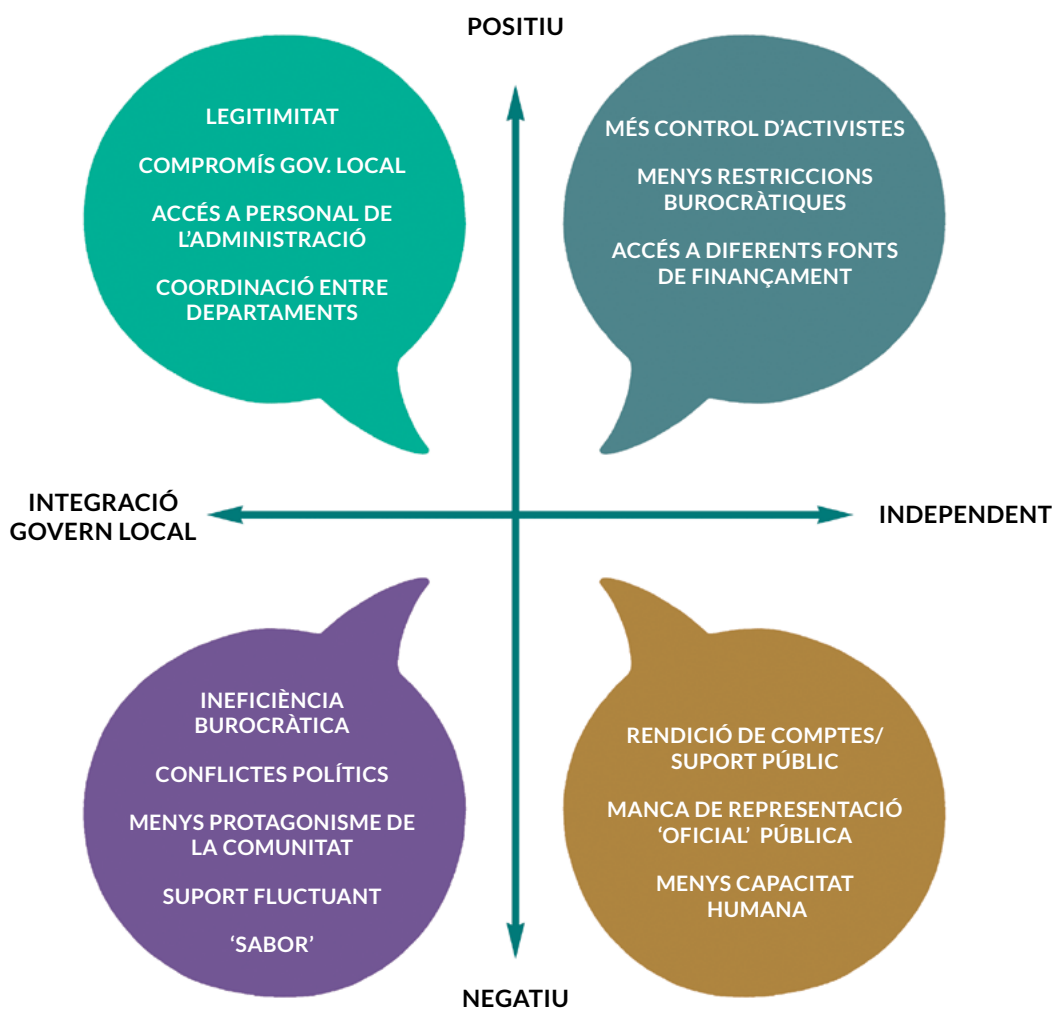 POSITIU
LEGITIMITAT
COMPROMÍS GOV. LOCAL
ACCÉS A PERSONAL DE
L'ADMINISTRACIÓ
COORDINACIÓ ENTRE
DEPARTAMENTS
MÉS CONTROL D'ACTIVISTES
MENYS RESTRICCIONS
BUROCRÀTIQUES
ACCÉS A DIFERENTS FONTS
DE FINANÇAMENT
INTEGRACIÓ
GOVERN LOCAL
INDEPENDENT
INEFICIÈNCIA
BUROCRÀTICA
CONFLICTES POLÍTICS
MENYS PROTAGONISME DE
LA COMUNITAT
SUPORT FLUCTUANT
‘SABOR’
RENDICIÓ DE COMPTES/
SUPORT PÚBLIC
MANCA DE REPRESENTACIÓ
‘OFICIAL’ PÚBLICA
MENYS CAPACITAT
HUMANA
NEGATIU